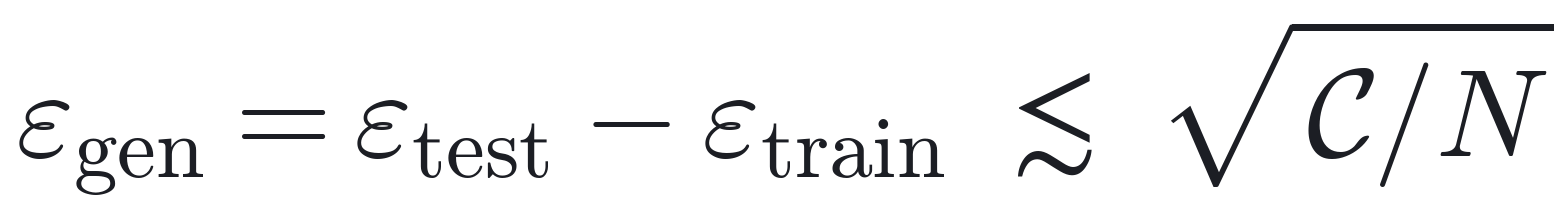 ε_gen = ε_test − ε_train ≲ √(𝒞/N)